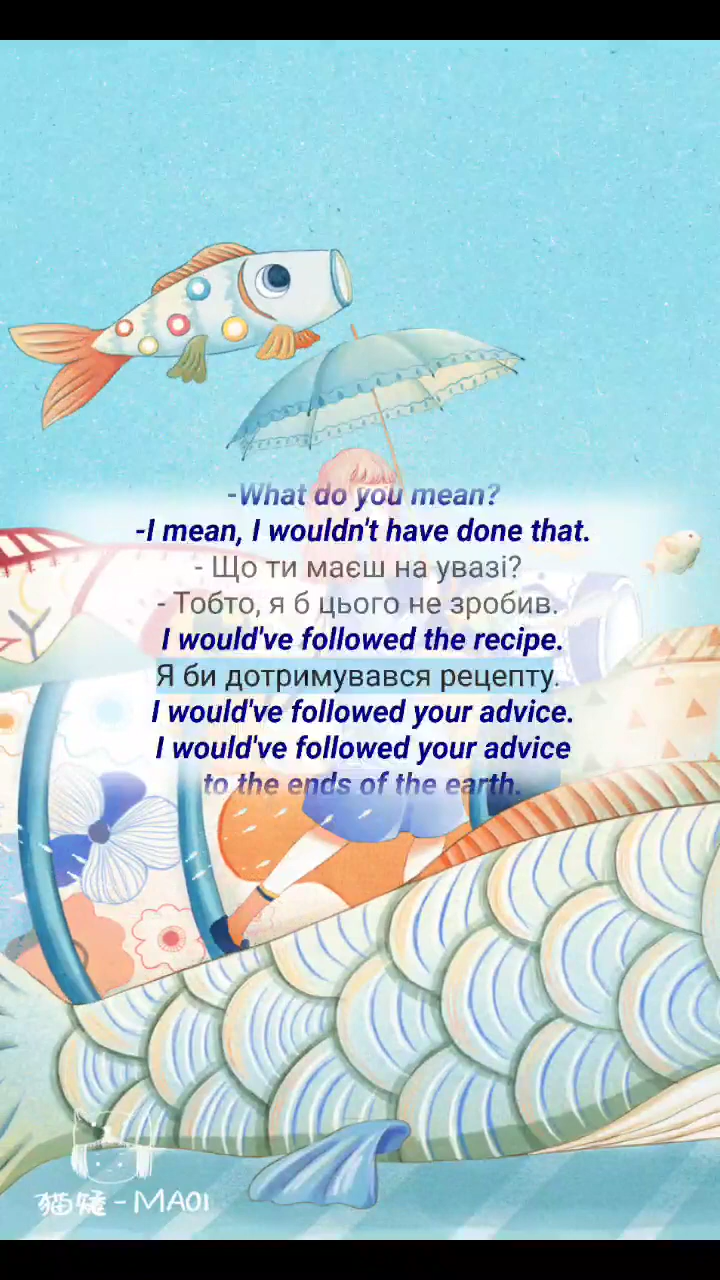 -What do you mean?
-I mean, I wouldn't have done that.
- Що ти маєш на увазі?
- Тобто, я б цього не зробив.
I would've followed the recipe.
Я би дотримувався рецепту.
I would've followed your advice.
I would've followed your advice
to the ends of the earth.
猫矮-MAOI